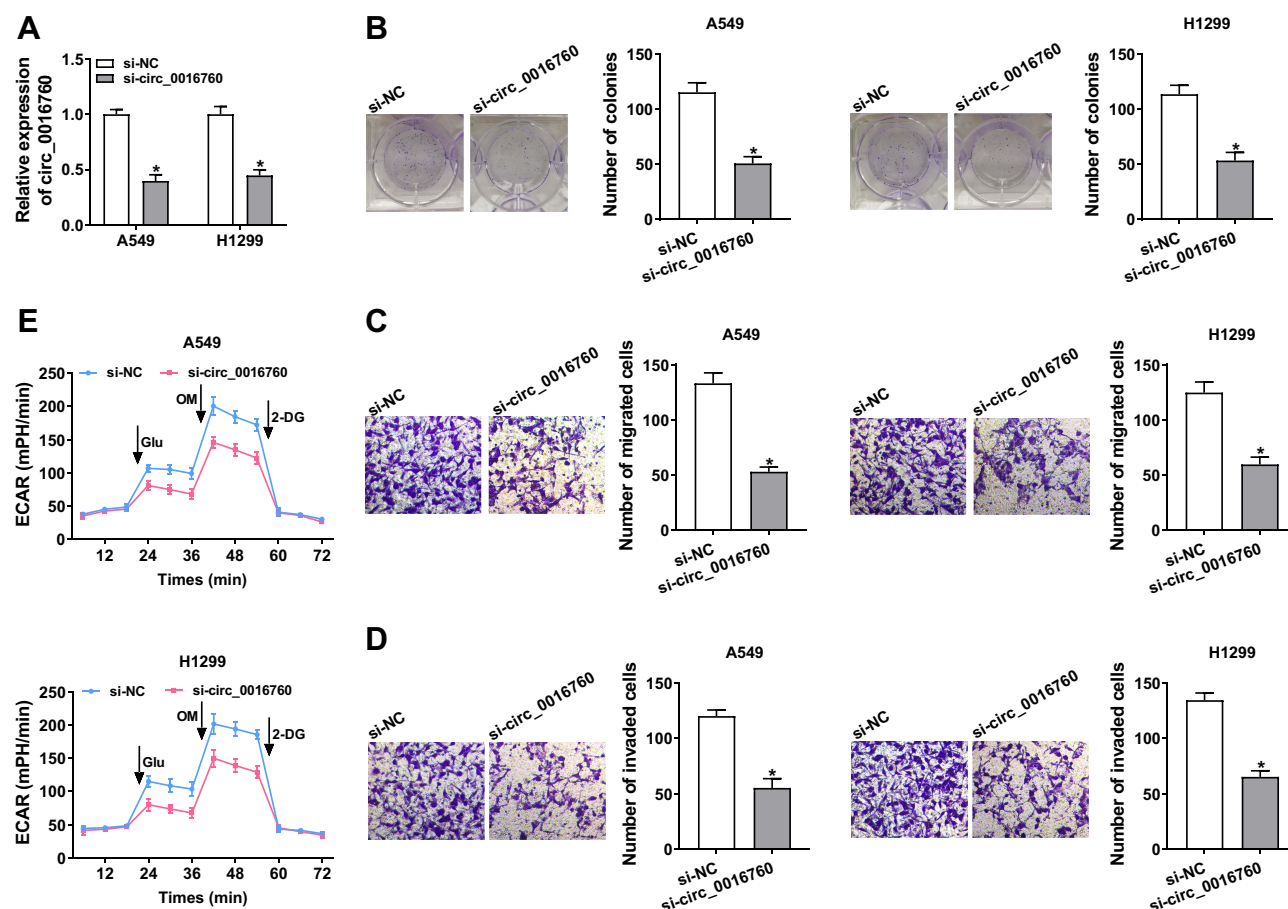 A
Relative expression
of circ_0016760
1.5
1.0
0.5
0.0
si-NC
si-circ_0016760
*
*
A549
H1299
B
si-NC
si-circ_0016760
A549
Number of colonies
150
100
50
0
*
si-NC
si-circ_0016760
si-NC
si-circ_0016760
H1299
Number of colonies
150
100
50
0
*
si-NC
si-circ_0016760
E
A549
si-NC
si-circ_0016760
ECAR (mPH/min)
250
200
150
100
50
0
Glu
OM
2-DG
12 24 36 48 60 72
Times (min)
H1299
si-NC
si-circ_0016760
ECAR (mPH/min)
250
200
150
100
50
0
Glu
OM
2-DG
12 24 36 48 60 72
Times (min)
C
si-NC
si-circ_0016760
A549
Number of migrated cells
150
100
50
0
*
si-NC
si-circ_0016760
si-NC
si-circ_0016760
H1299
Number of migrated cells
150
100
50
0
*
si-NC
si-circ_0016760
D
si-NC
si-circ_0016760
A549
Number of invaded cells
150
100
50
0
*
si-NC
si-circ_0016760
si-NC
si-circ_0016760
H1299
Number of invaded cells
150
100
50
0
*
si-NC
si-circ_0016760